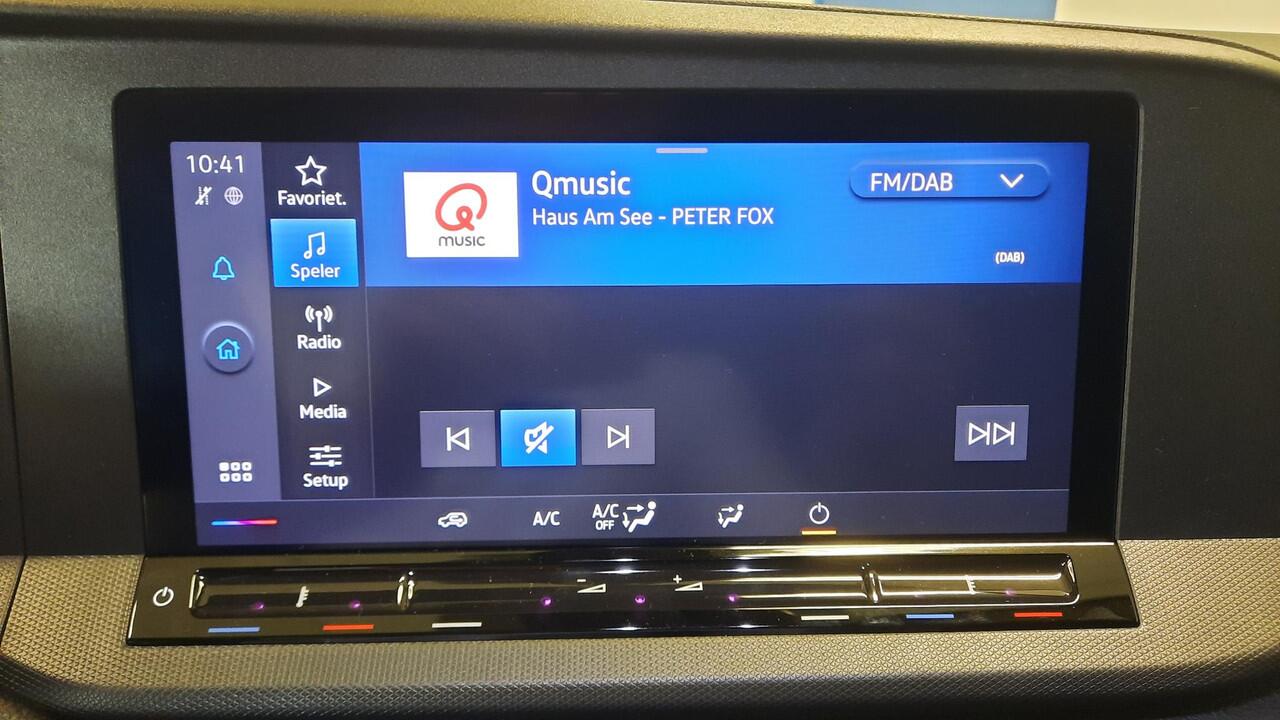 10:41
Favoriet.
Speler
Radio
Media
Setup
MUSIC
Qmusic
Haus Am See - PETER FOX
FM/DAB
(DAB)
A/C
A/C
OFF